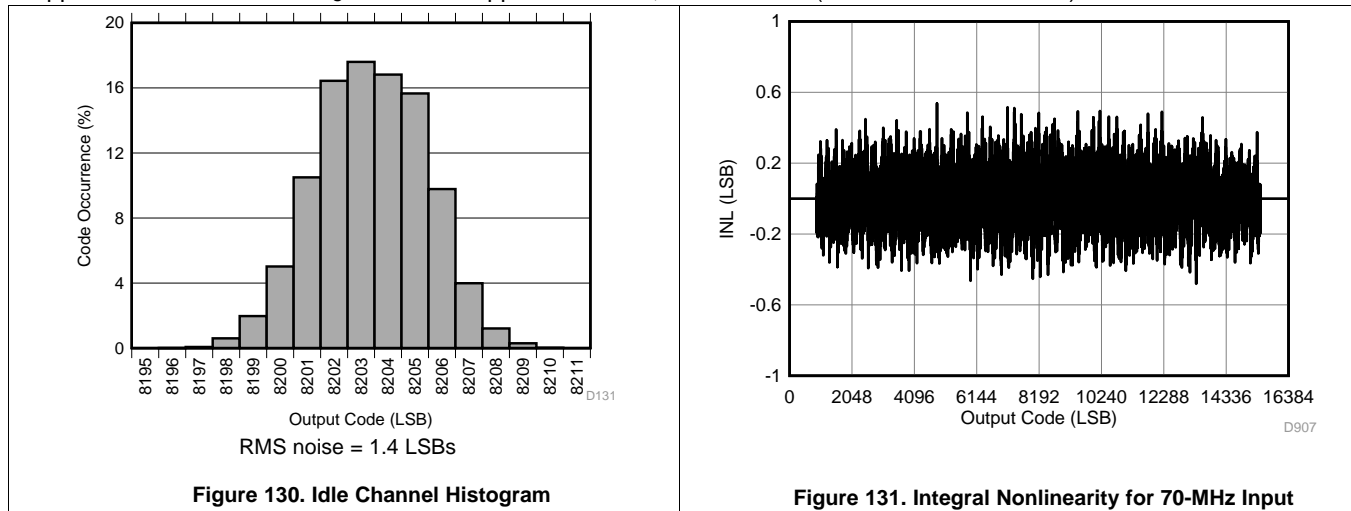 20
16
12
8
4
0
Code Occurrence (%)
8195 8196 8197 8198 8199 8200 8201 8202 8203 8204 8205 8206 8207 8208 8209 8210 8211
D131
Output Code (LSB)
RMS noise = 1.4 LSBs
Figure 130. Idle Channel Histogram
1
0.6
0.2
-0.2
-0.6
-1
INL (LSB)
0 2048 4096 6144 8192 10240 12288 14336 16384
Output Code (LSB)
D907
Figure 131. Integral Nonlinearity for 70-MHz Input